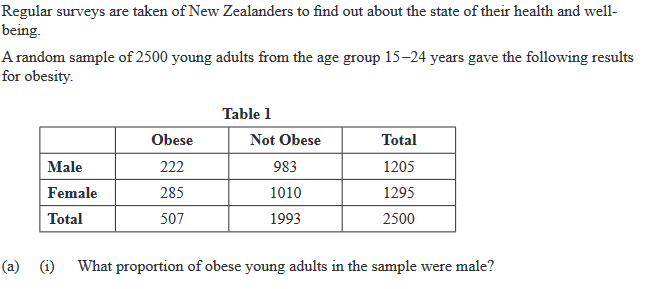 Regular surveys are taken of New Zealanders to find out about the state of their health and well-
being.
A random sample of 2500 young adults from the age group 15–24 years gave the following results
for obesity.
Table 1
Obese Not Obese Total
Male 222 983 1205
Female 285 1010 1295
Total 507 1993 2500
(a) (i) What proportion of obese young adults in the sample were male?